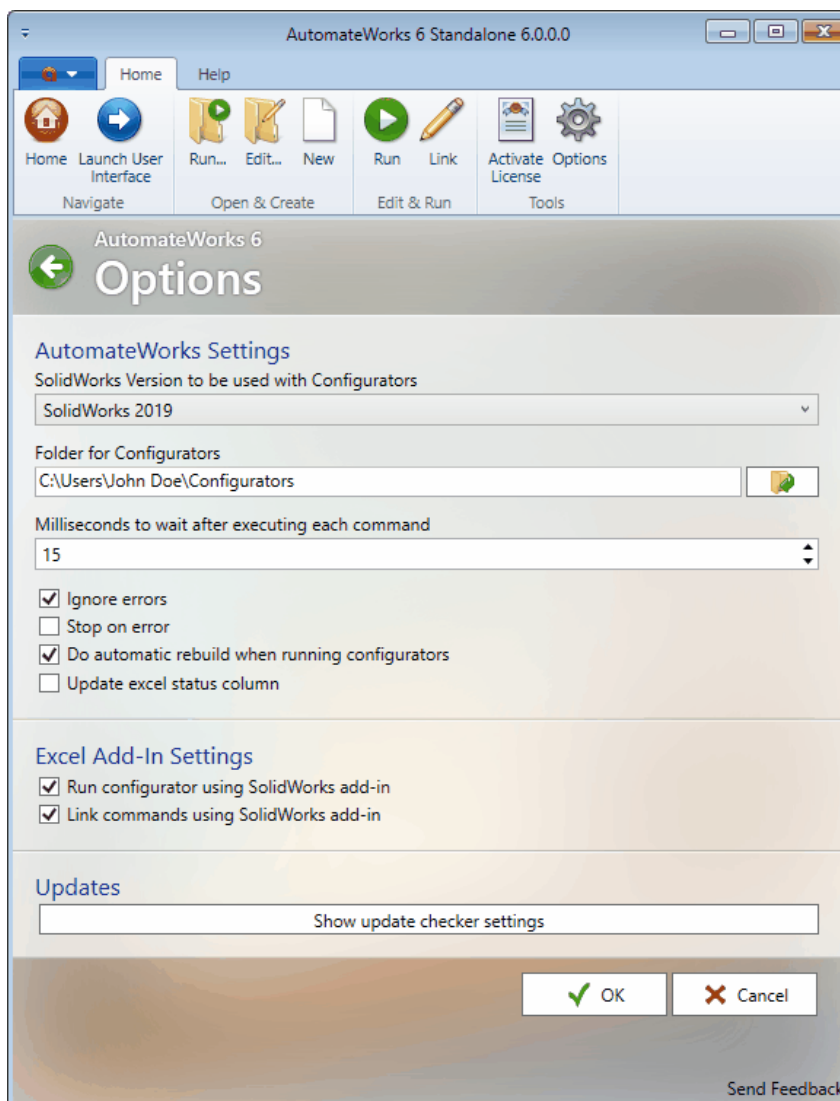 AutomateWorks 6 Standalone 6.0.0.0
Home
Help
Home
Launch User
Interface
Navigate
Run...
Edit...
New
Open & Create
Run
Link
Edit & Run
Activate
License
Options
Tools
AutomateWorks 6
Options
AutomateWorks Settings
SolidWorks Version to be used with Configurators
SolidWorks 2019
Folder for Configurators
C:\Users\John Doe\Configurators
Milliseconds to wait after executing each command
15
Ignore errors
Stop on error
Do automatic rebuild when running configurators
Update excel status column
Excel Add-In Settings
Run configurator using SolidWorks add-in
Link commands using SolidWorks add-in
Updates
Show update checker settings
OK
Cancel
Send Feedback